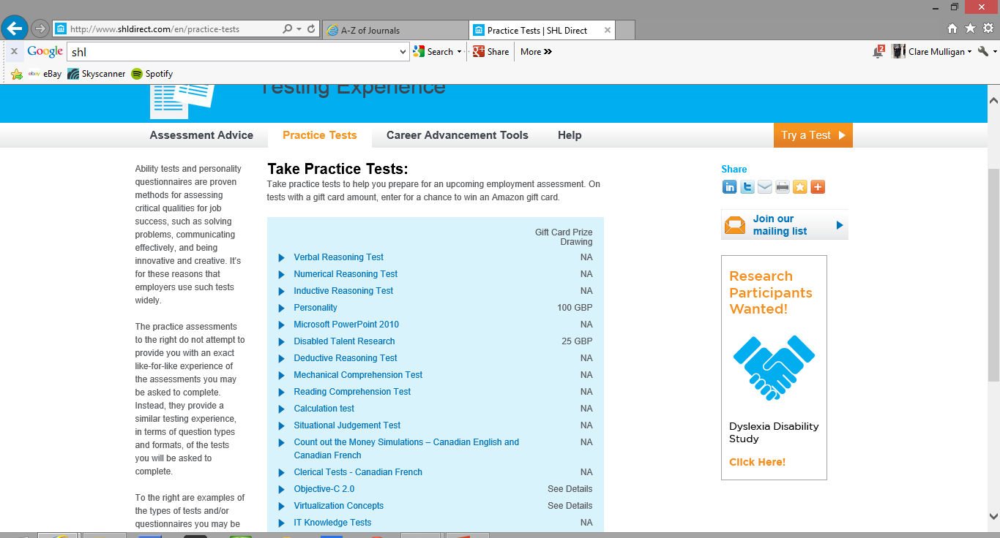 http://www.shldirect.com/en/practice-tests
A-Z of Journals
Practice Tests | SHL Direct
Google
shl
Search
Share
More
2
Clare Mulligan
ebay
eBay
Skyscanner
Spotify
Testing Experience
Assessment Advice
Practice Tests
Career Advancement Tools
Help
Try a Test
Ability tests and personality
questionnaires are proven
methods for assessing
critical qualities for job
success, such as solving
problems, communicating
effectively, and being
innovative and creative. It's
for these reasons that
employers use such tests
widely.
The practice assessments
to the right do not attempt to
provide you with an exact
like-for-like experience of
the assessments you may
be asked to complete.
Instead, they provide a
similar testing experience,
in terms of question types
and formats, of the tests
you will be asked to
complete.
To the right are examples of
the types of tests and/or
questionnaires you may be
Take Practice Tests:
Take practice tests to help you prepare for an upcoming employment assessment. On
tests with a gift card amount, enter for a chance to win an Amazon gift card.
Gift Card Prize
Drawing
Verbal Reasoning Test NA
Numerical Reasoning Test NA
Inductive Reasoning Test NA
Personality 100 GBP
Microsoft PowerPoint 2010 NA
Disabled Talent Research 25 GBP
Deductive Reasoning Test NA
Mechanical Comprehension Test NA
Reading Comprehension Test NA
Calculation test NA
Situational Judgement Test NA
Count out the Money Simulations – Canadian English and NA
Canadian French
Clerical Tests - Canadian French NA
Objective-C 2.0 See Details
Virtualization Concepts See Details
IT Knowledge Tests NA
Share
in
Join our
mailing list
Research
Participants
Wanted!
Dyslexia Disability
Study
Click Here!